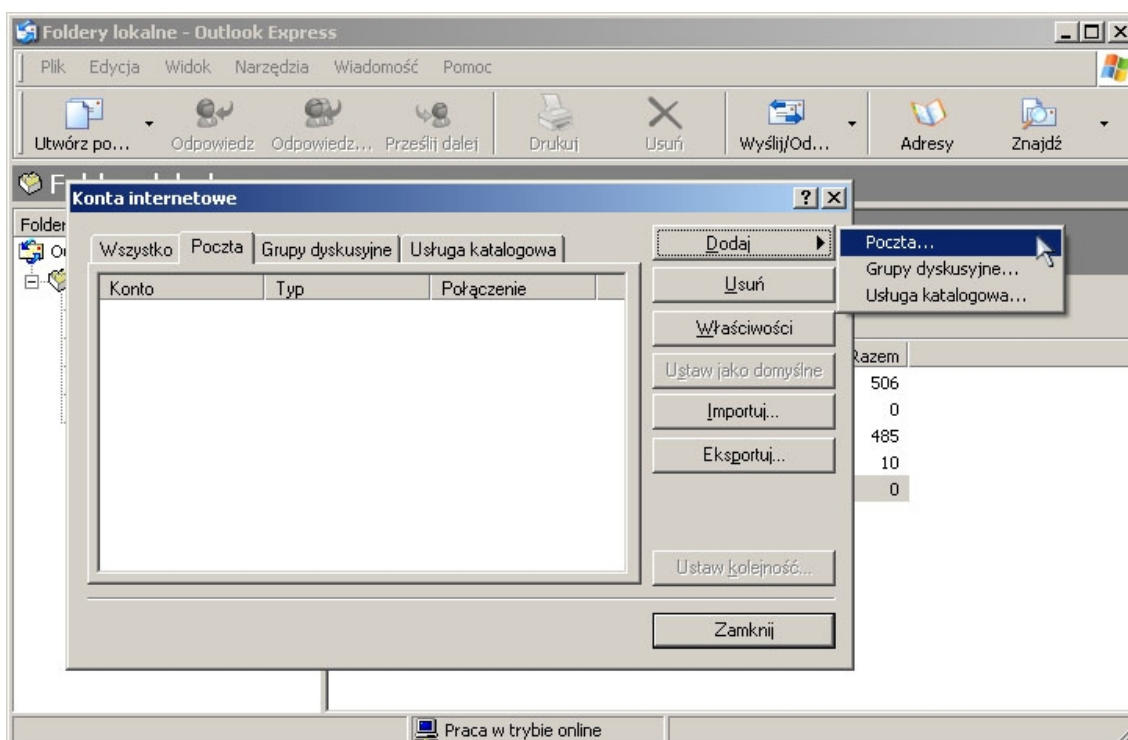 Foldery lokalne - Outlook Express
Plik Edycja Widok Narzędzia Wiadomość Pomoc
Utwórz po... Odpowiedz Odpowiedz... Prześlij dalej Drukuj Usuń Wyślij/Od... Adresy Znajdź
Konta internetowe
Folder
Wszystko Poczta Grupy dyskusyjne Usługa katalogowa
Dodaj
Poczta...
Grupy dyskusyjne...
Usługa katalogowa...
Konto Typ Połączenie
Usuń
Właściwości
Ustaw jako domyślne
Importuj...
Eksportuj...
Ustaw kolejność...
Zamknij
Razem
506
0
485
10
0
Praca w trybie online